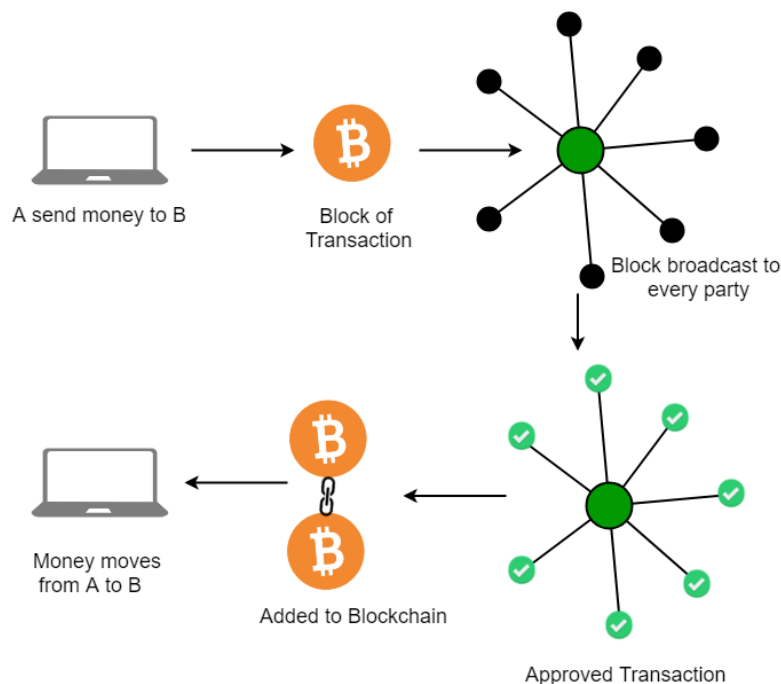 A send money to B
Block of
Transaction
Block broadcast to
every party
Money moves
from A to B
Added to Blockchain
Approved Transaction